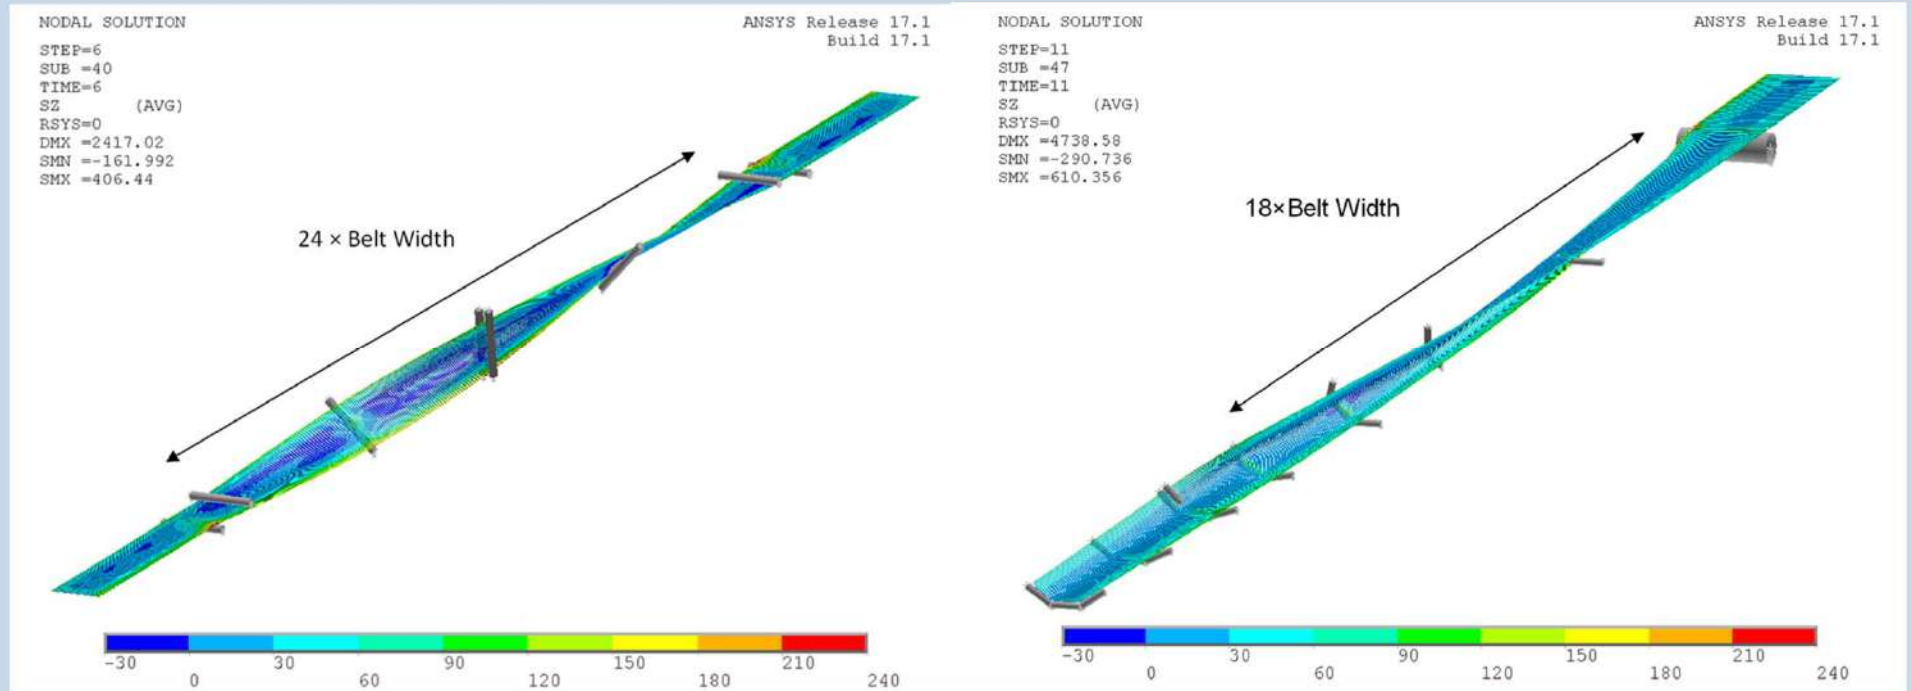 NODAL SOLUTION
ANSYS Release 17.1
Build 17.1
STEP=6
SUB =40
TIME=6
SZ (AVG)
RSYS=0
DMX =2417.02
SMN =-161.992
SMX =406.44
24 × Belt Width
-30 30 90 150 210
0 60 120 180 240
NODAL SOLUTION
ANSYS Release 17.1
Build 17.1
STEP=11
SUB =47
TIME=11
SZ (AVG)
RSYS=0
DMX =4738.58
SMN =-290.736
SMX =610.356
18×Belt Width
-30 30 90 150 210
0 60 120 180 240